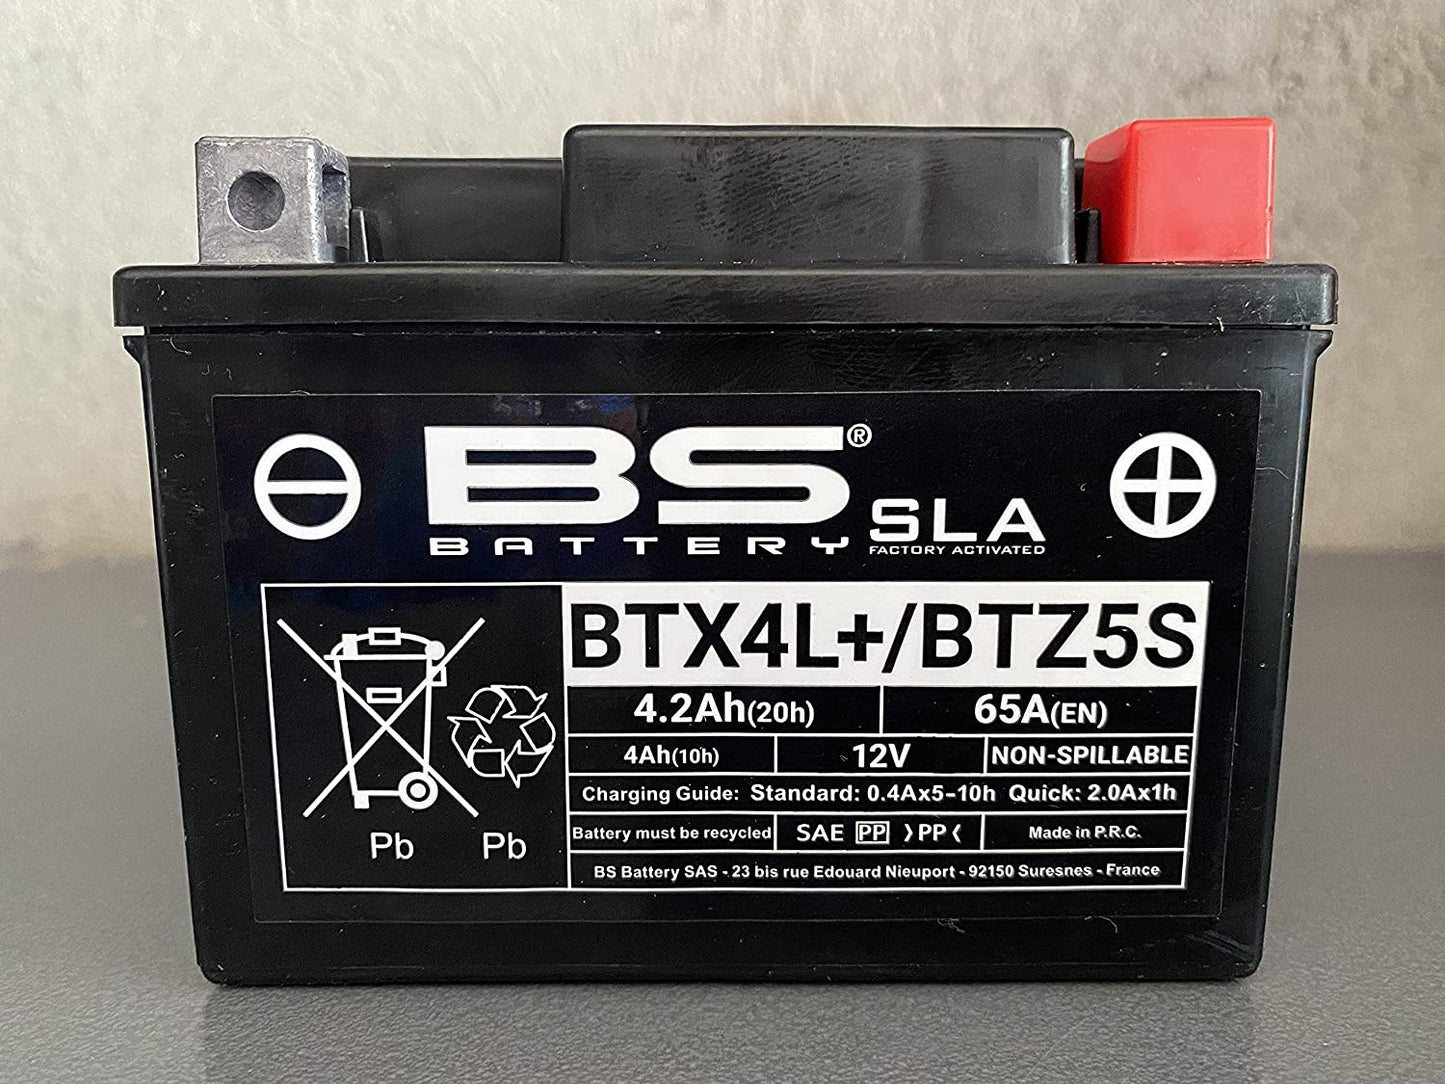 BS®
BATTERY SLA
FACTORY ACTIVATED
BTX4L+/BTZ5S
4.2Ah(20h) 65A(EN)
4Ah(10h) 12V NON-SPILLABLE
Charging Guide: Standard: 0.4Ax5-10h Quick: 2.0Ax1h
Battery must be recycled SAE PP >PP< Made in P.R.C.
BS Battery SAS - 23 bis rue Edouard Nieuport - 92150 Suresnes - France
Pb Pb